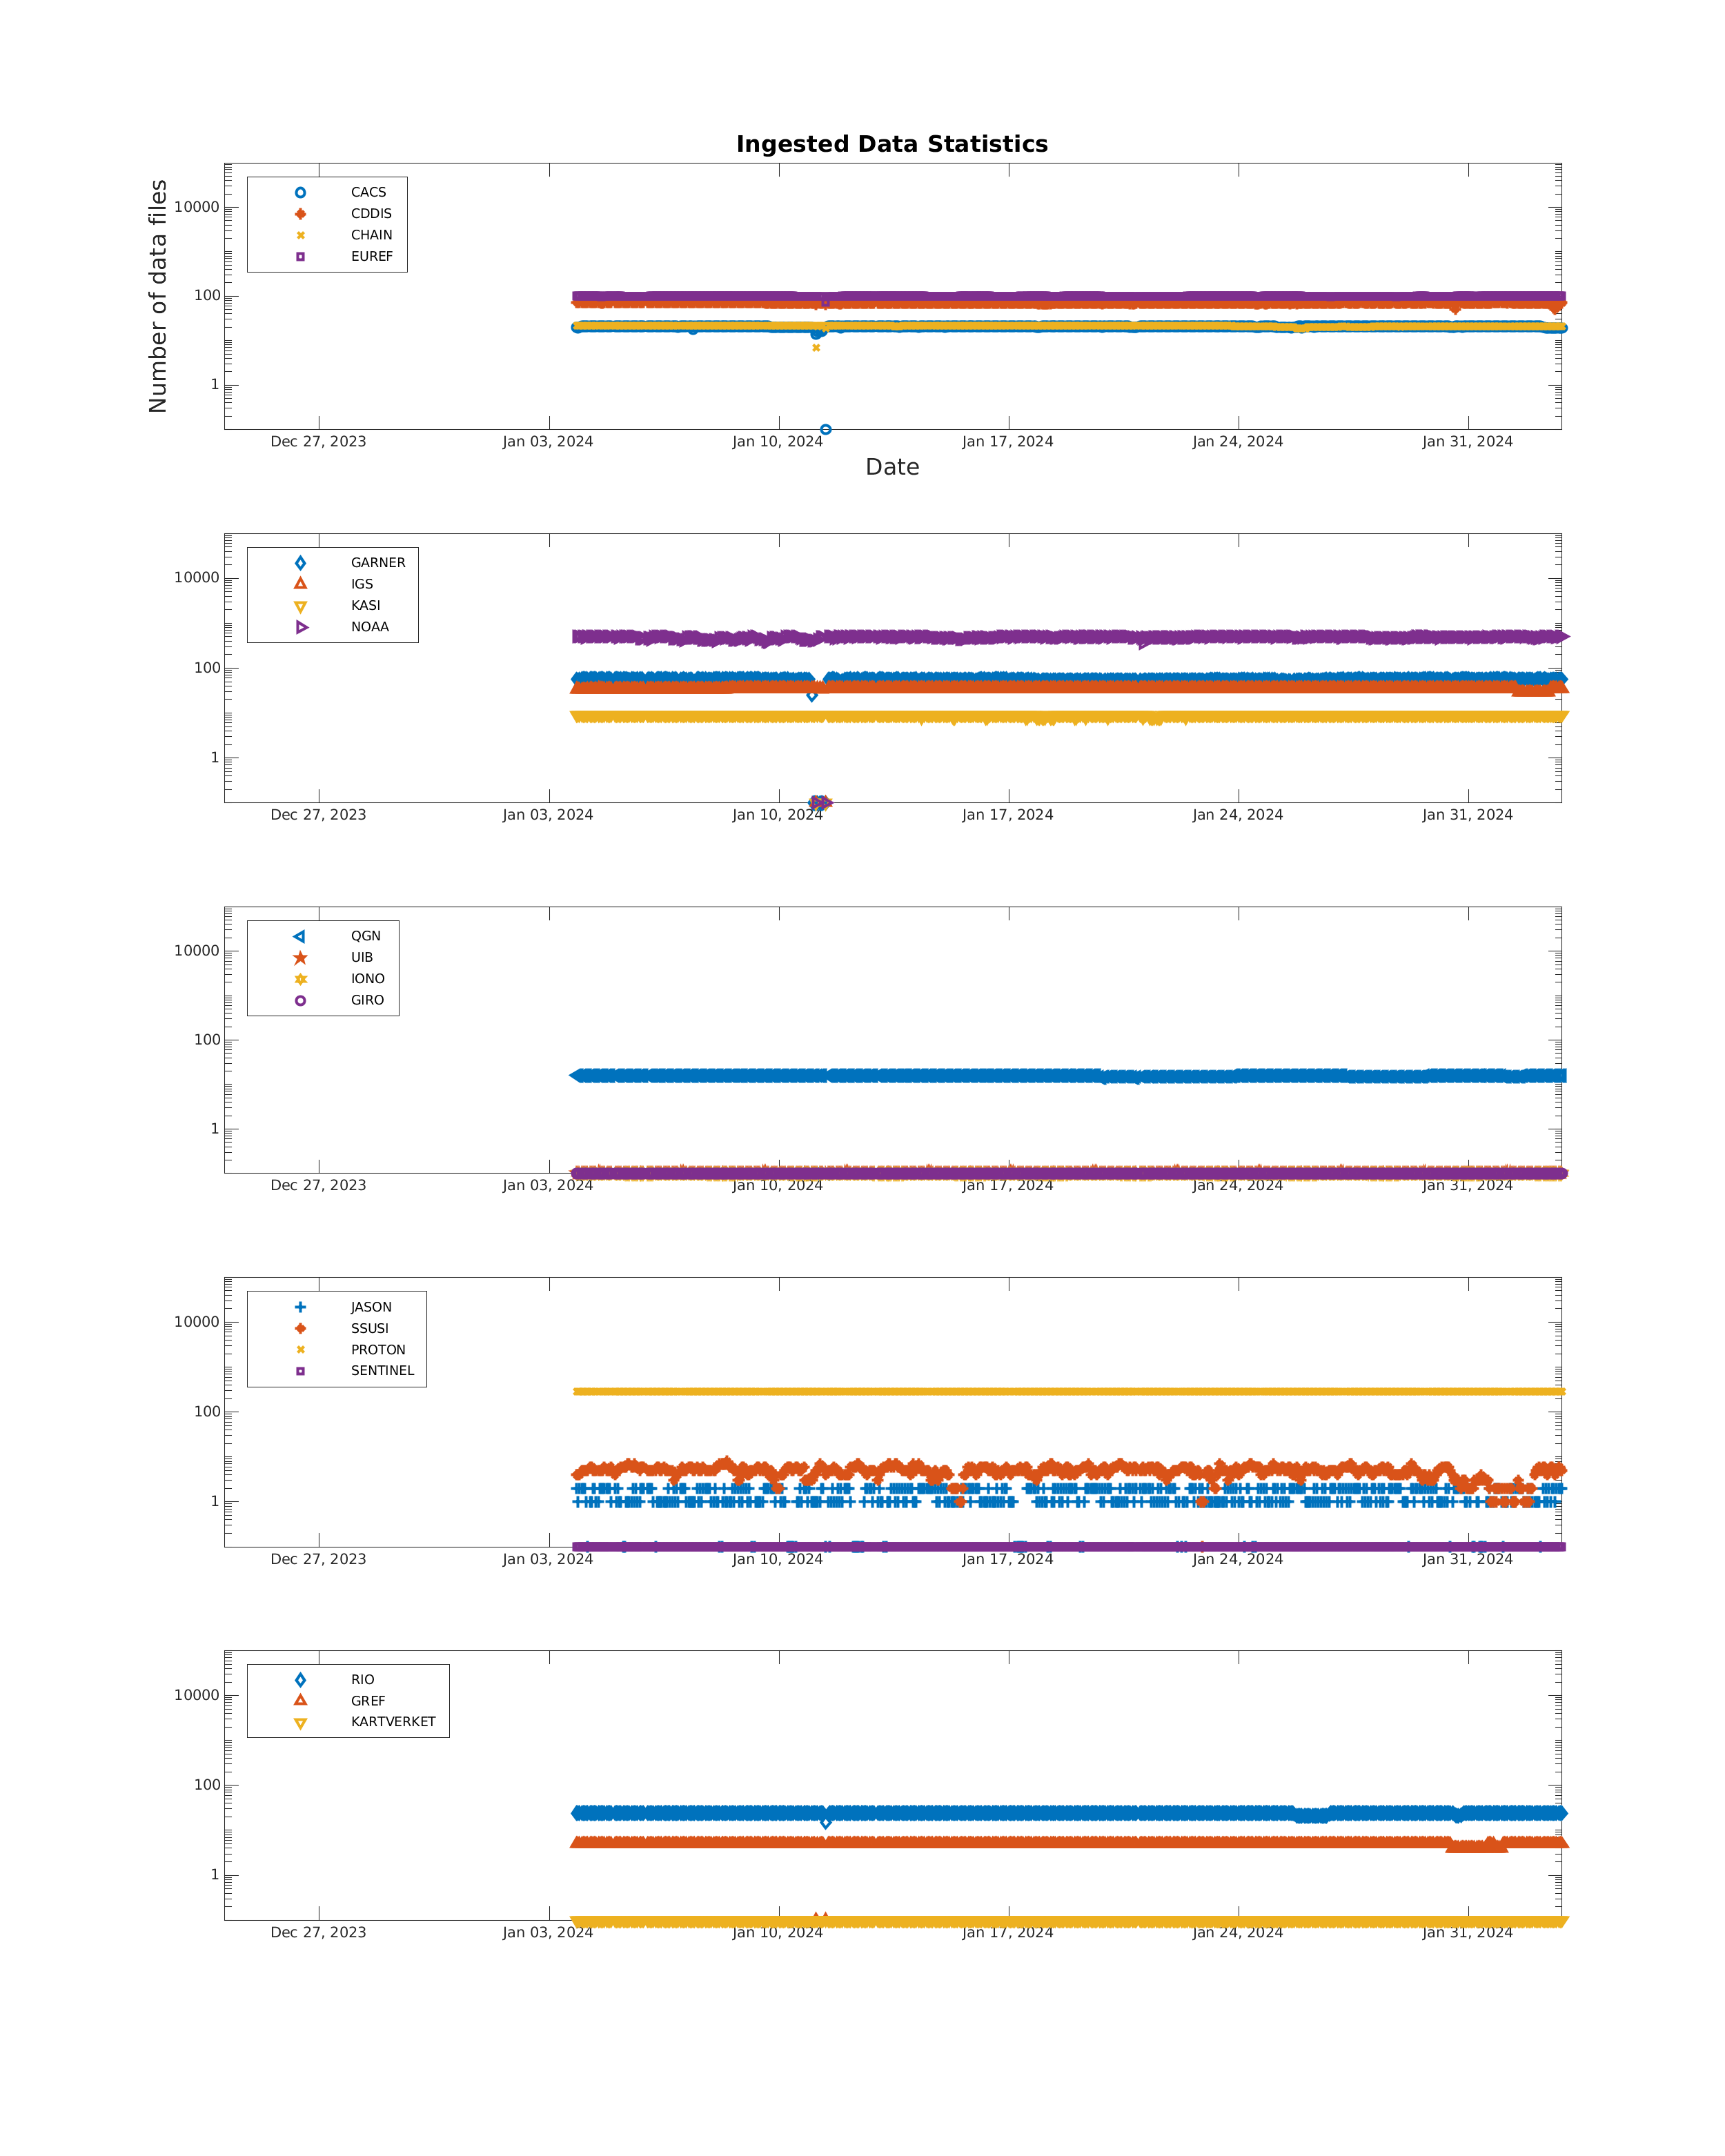 Ingested Data Statistics
Number of data files
10000
100
1
CACS
CDDIS
CHAIN
EUREF
Dec 27, 2023 Jan 03, 2024 Jan 10, 2024 Jan 17, 2024 Jan 24, 2024 Jan 31, 2024
Date
10000
100
1
GARNER
IGS
KASI
NOAA
Dec 27, 2023 Jan 03, 2024 Jan 10, 2024 Jan 17, 2024 Jan 24, 2024 Jan 31, 2024
10000
100
1
QGN
UIB
IONO
GIRO
Dec 27, 2023 Jan 03, 2024 Jan 10, 2024 Jan 17, 2024 Jan 24, 2024 Jan 31, 2024
10000
100
1
JASON
SSUSI
PROTON
SENTINEL
Dec 27, 2023 Jan 03, 2024 Jan 10, 2024 Jan 17, 2024 Jan 24, 2024 Jan 31, 2024
10000
100
1
RIO
GREF
KARTVERKET
Dec 27, 2023 Jan 03, 2024 Jan 10, 2024 Jan 17, 2024 Jan 24, 2024 Jan 31, 2024